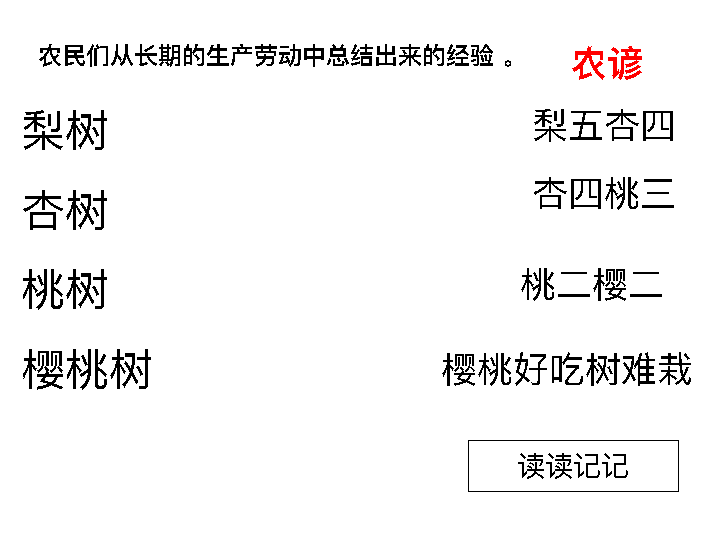 农民们从长期的生产劳动中总结出来的经验 。
农谚
梨树
梨五杏四
杏树
杏四桃三
桃树
桃二樱二
樱桃树
樱桃好吃树难栽
读读记记